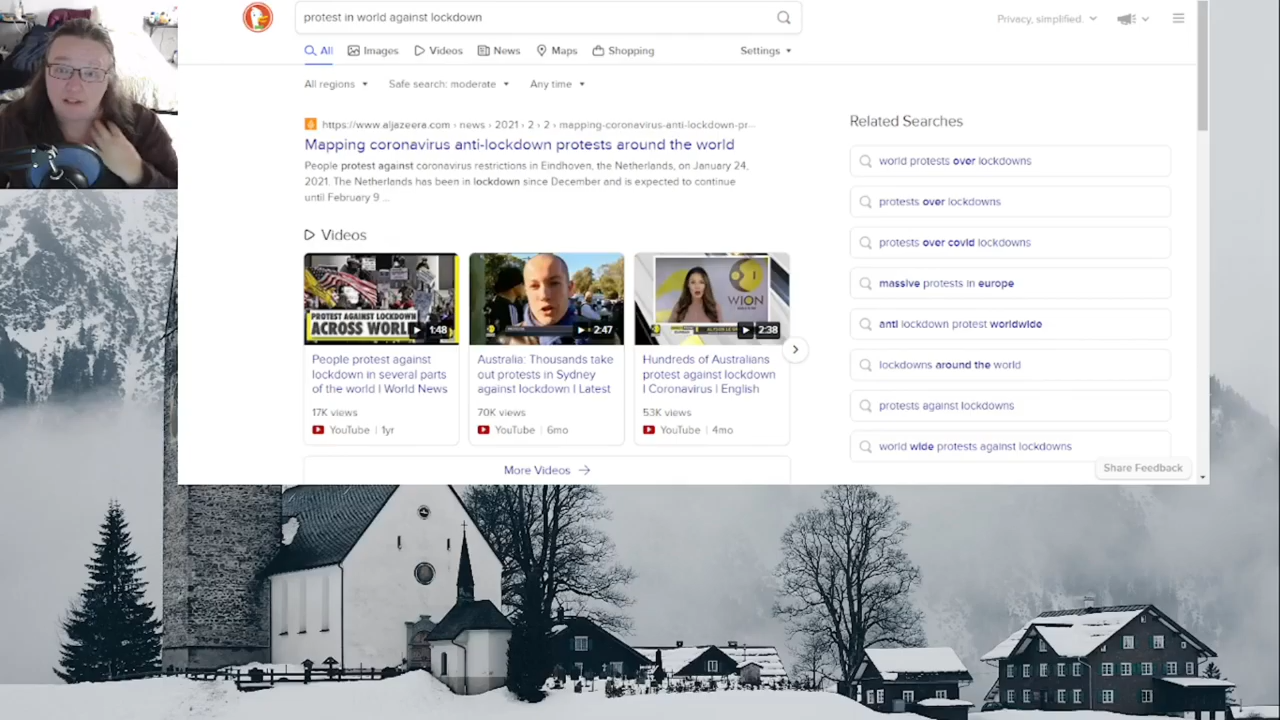 protest in world against lockdown
Privacy, simplified.
All
Images
Videos
News
Maps
Shopping
Settings
All regions
Safe search: moderate
Any time
https://www.aljazeera.com › news › 2021 › 2 › 2 › mapping-coronavirus-anti-lockdown-pr...
Mapping coronavirus anti-lockdown protests around the world
People protest against coronavirus restrictions in Eindhoven, the Netherlands, on January 24,
2021. The Netherlands has been in lockdown since December and is expected to continue
until February 9 ...
Videos
PROTEST AGAINST LOCKDOWN
ACROSS WORL
1:48
People protest against
lockdown in several parts
of the world | World News
17K views
YouTube | 1yr
2:47
Australia: Thousands take
out protests in Sydney
against lockdown | Latest
70K views
YouTube | 6mo
WION
2:38
Hundreds of Australians
protest against lockdown
| Coronavirus | English
53K views
YouTube | 4mo
More Videos
Related Searches
world protests over lockdowns
protests over lockdowns
protests over covid lockdowns
massive protests in europe
anti lockdown protest worldwide
lockdowns around the world
protests against lockdowns
world wide protests against lockdowns
Share Feedback